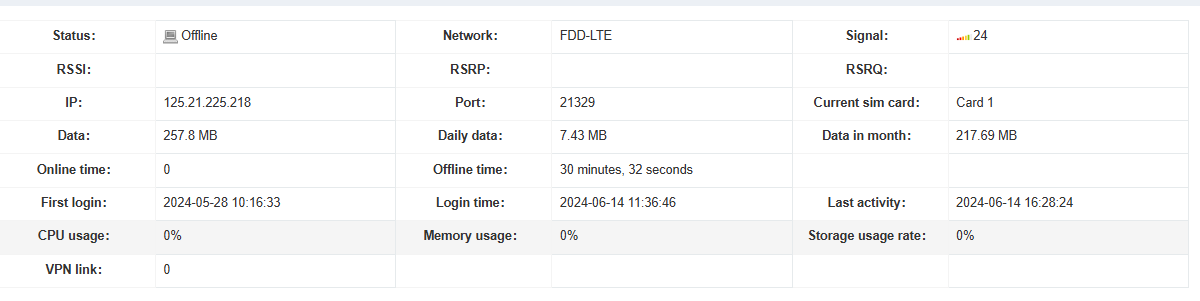 Status: Offline Network: FDD-LTE Signal: 24
RSSI: RSRP: RSRQ:
IP: 125.21.225.218 Port: 21329 Current sim card: Card 1
Data: 257.8 MB Daily data: 7.43 MB Data in month: 217.69 MB
Online time: 0 Offline time: 30 minutes, 32 seconds
First login: 2024-05-28 10:16:33 Login time: 2024-06-14 11:36:46 Last activity: 2024-06-14 16:28:24
CPU usage: 0% Memory usage: 0% Storage usage rate: 0%
VPN link: 0